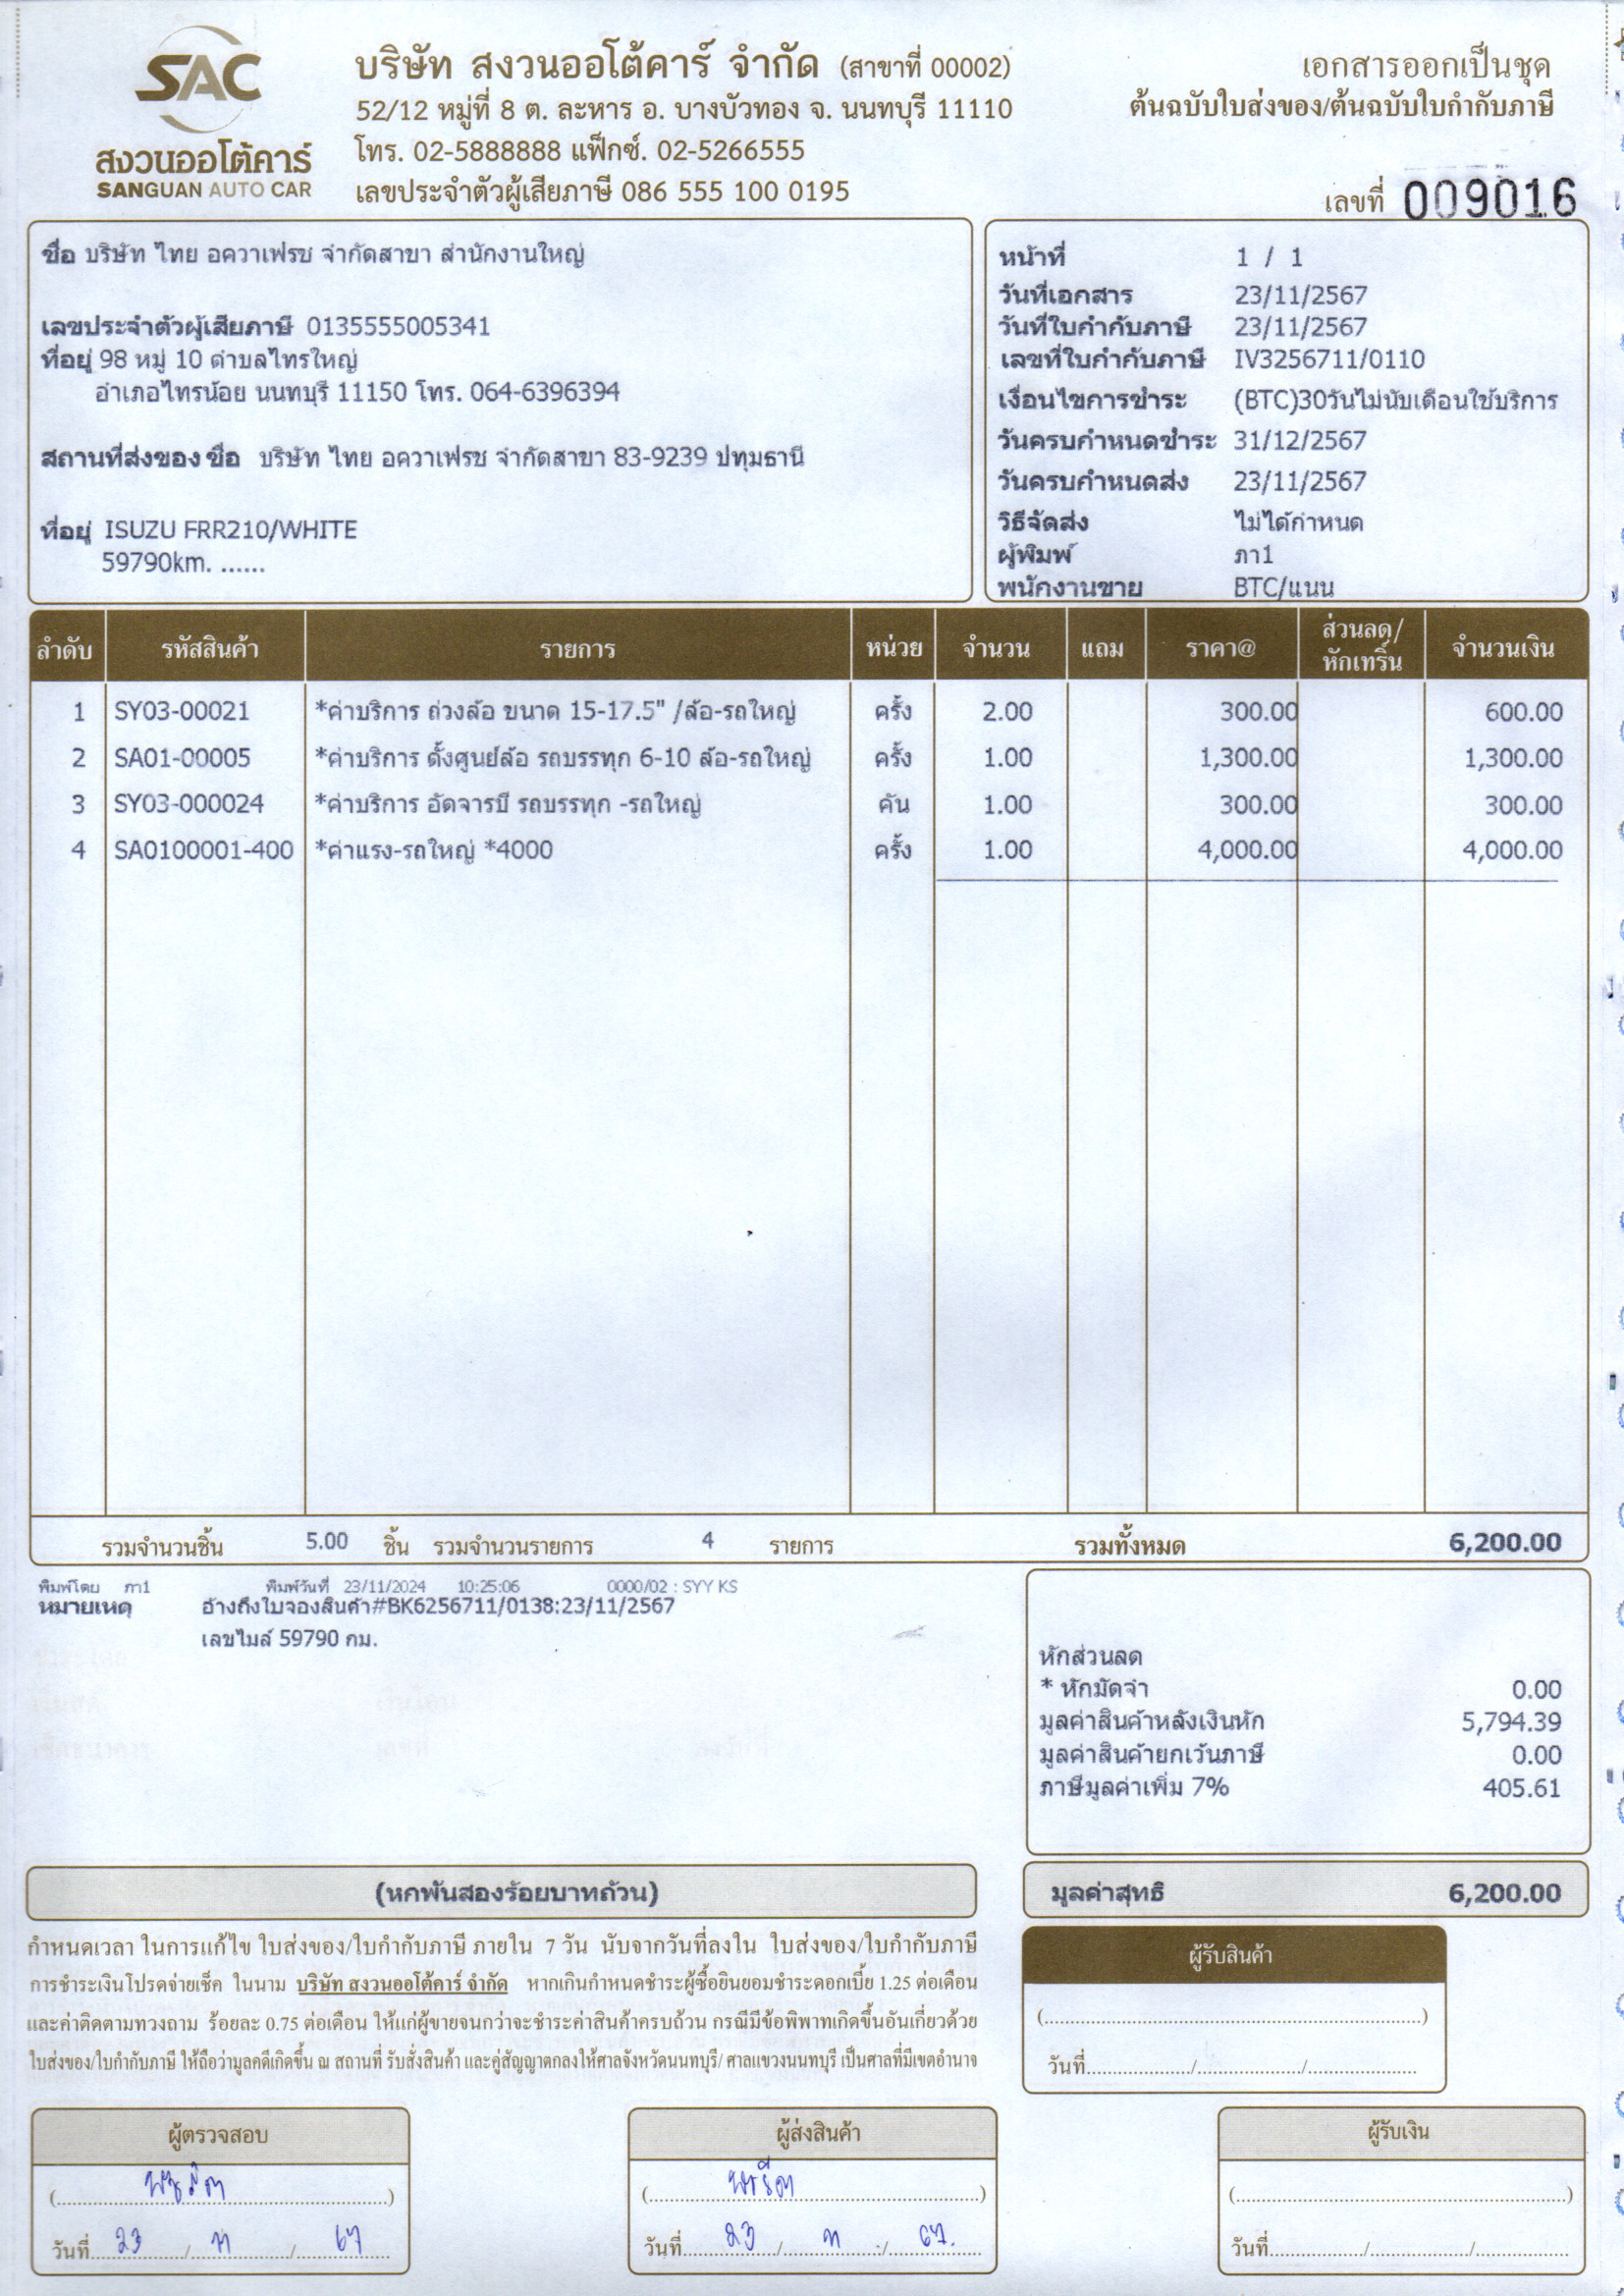 SAC
สงวนออโต้คาร์
SANGUAN AUTO CAR
บริษัท สงวนออโต้คาร์ จำกัด (สาขาที่ 00002)
52/12 หมู่ที่ 8 ต. ละหาร อ. บางบัวทอง จ. นนทบุรี 11110
โทร. 02-5888888 แฟ็กซ์. 02-5266555
เลขประจำตัวผู้เสียภาษี 086 555 100 0195
เอกสารออกเป็นชุด
ต้นฉบับใบส่งของ/ต้นฉบับใบกำกับภาษี
เลขที่ 009016
ชื่อ บริษัท ไทย อควาเฟรช จำกัดสาขา สำนักงานใหญ่
เลขประจำตัวผู้เสียภาษี 0135555005341
ที่อยู่ 98 หมู่ 10 ตำบลไทรใหญ่
อำเภอไทรน้อย นนทบุรี 11150 โทร. 064-6396394
สถานที่ส่งของ ชื่อ บริษัท ไทย อควาเฟรช จำกัดสาขา 83-9239 ปทุมธานี
ที่อยู่ ISUZU FRR210/WHITE
59790km. ......
หน้าที่ 1 / 1
วันที่เอกสาร 23/11/2567
วันที่ใบกำกับภาษี 23/11/2567
เลขที่ใบกำกับภาษี IV3256711/0110
เงื่อนไขการชำระ (BTC)30วันไม่นับเดือนใช้บริการ
วันครบกำหนดชำระ 31/12/2567
วันครบกำหนดส่ง 23/11/2567
วิธีจัดส่ง ไม่ได้กำหนด
ผู้พิมพ์ ภา1
พนักงานขาย BTC/แนน
ลำดับ รหัสสินค้า รายการ หน่วย จำนวน แถม ราคา@ ส่วนลด/หักเทริ์น จำนวนเงิน
1 SY03-00021 *ค่าบริการ ถ่วงล้อ ขนาด 15-17.5" /ล้อ-รถใหญ่ ครั้ง 2.00 300.00 600.00
2 SA01-00005 *ค่าบริการ ตั้งศูนย์ล้อ รถบรรทุก 6-10 ล้อ-รถใหญ่ ครั้ง 1.00 1,300.00 1,300.00
3 SY03-000024 *ค่าบริการ อัดจารบี รถบรรทุก -รถใหญ่ คัน 1.00 300.00 300.00
4 SA0100001-400 *ค่าแรง-รถใหญ่ *4000 ครั้ง 1.00 4,000.00 4,000.00
รวมจำนวนชิ้น 5.00 ชิ้น รวมจำนวนรายการ 4 รายการ รวมทั้งหมด 6,200.00
พิมพ์โดย ภา1 พิมพ์วันที่ 23/11/2024 10:25:06 0000/02 : SYY KS
หมายเหตุ อ้างถึงใบจองสินค้า#BK6256711/0138:23/11/2567
เลขไมล์ 59790 กม.
หักส่วนลด
* หักมัดจำ 0.00
มูลค่าสินค้าหลังเงินหัก 5,794.39
มูลค่าสินค้ายกเว้นภาษี 0.00
ภาษีมูลค่าเพิ่ม 7% 405.61
(หกพันสองร้อยบาทถ้วน)
มูลค่าสุทธิ 6,200.00
กำหนดเวลา ในการแก้ไข ใบส่งของ/ใบกำกับภาษี ภายใน 7 วัน นับจากวันที่ลงใน ใบส่งของ/ใบกำกับภาษี
การชำระเงินโปรดจ่ายเช็ค ในนาม บริษัท สงวนออโต้คาร์ จำกัด หากเกินกำหนดชำระผู้ซื้อยินยอมชำระดอกเบี้ย 1.25 ต่อเดือน
และค่าติดตามทวงถาม ร้อยละ 0.75 ต่อเดือน ให้แก่ผู้ขายจนกว่าจะชำระค่าสินค้าครบถ้วน กรณีมีข้อพิพาทเกิดขึ้นอันเกี่ยวด้วย
ใบส่งของ/ใบกำกับภาษี ให้ถือว่ามูลคดีเกิดขึ้น ณ สถานที่ รับสั่งสินค้า และคู่สัญญาตกลงให้ศาลจังหวัดนนทบุรี/ ศาลแขวงนนทบุรี เป็นศาลที่มีเขตอำนาจ
ผู้รับสินค้า
(....................)
วันที่........../........../..........
ผู้ตรวจสอบ
วันที่ 23 / 11 / 67
ผู้ส่งสินค้า
วันที่ 23 / 11 / 67.
ผู้รับเงิน
(....................)
วันที่........../........../..........